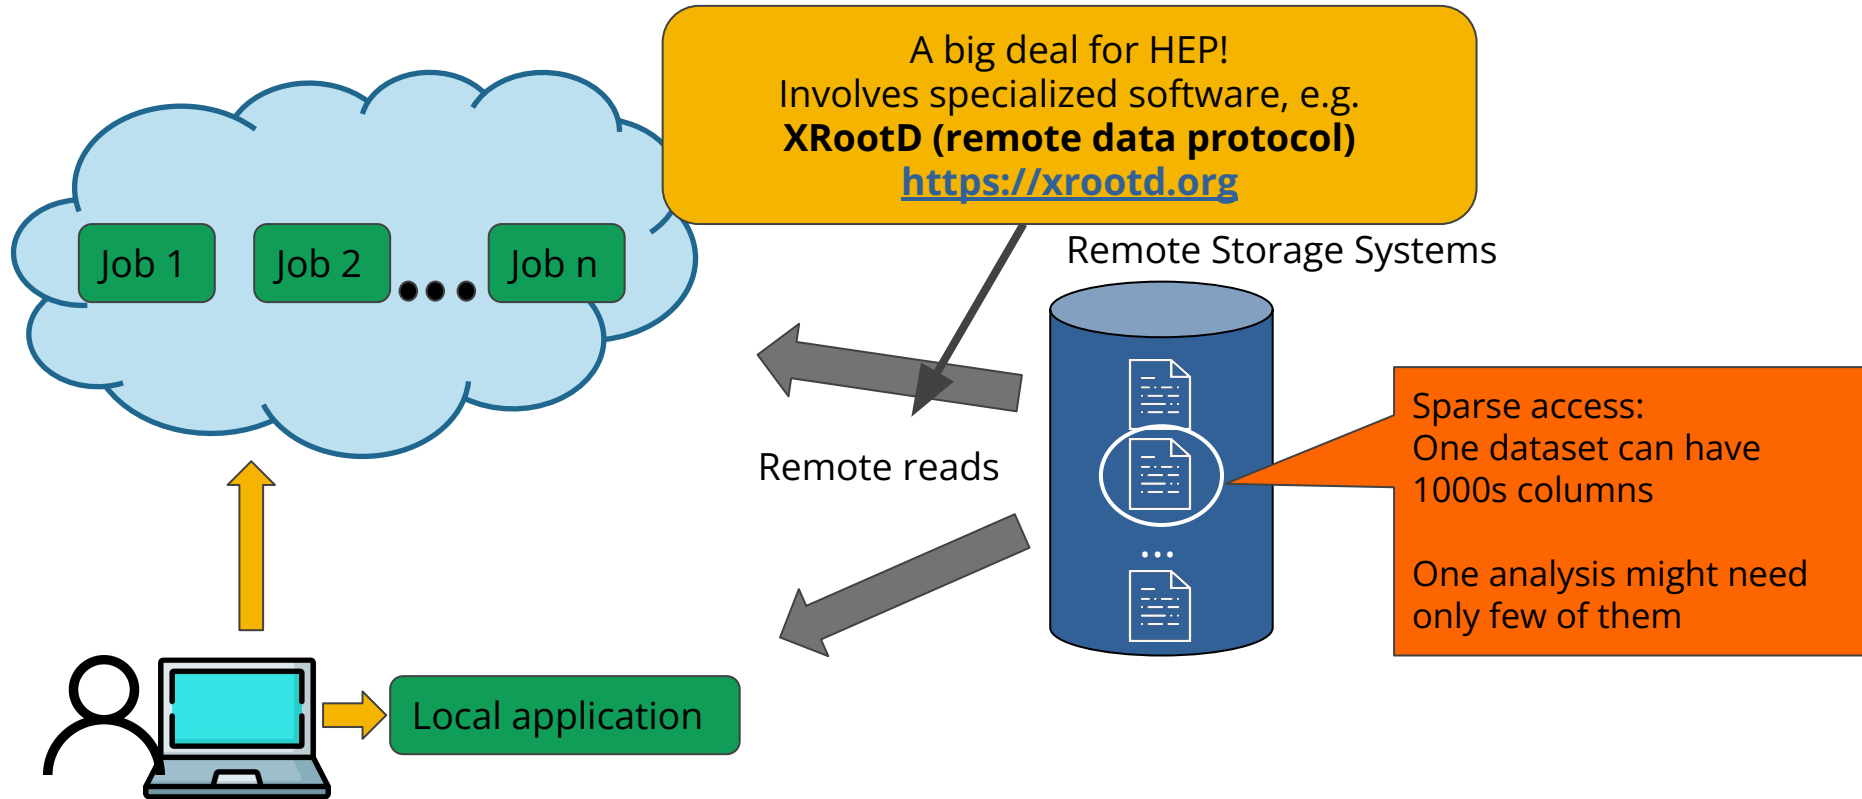 A big deal for HEP!
Involves specialized software, e.g.
XRootD (remote data protocol)
https://xrootd.org
Job 1
Job 2
Job n
Remote Storage Systems
Sparse access:
One dataset can have
1000s columns
One analysis might need
only few of them
Remote reads
...
Local application